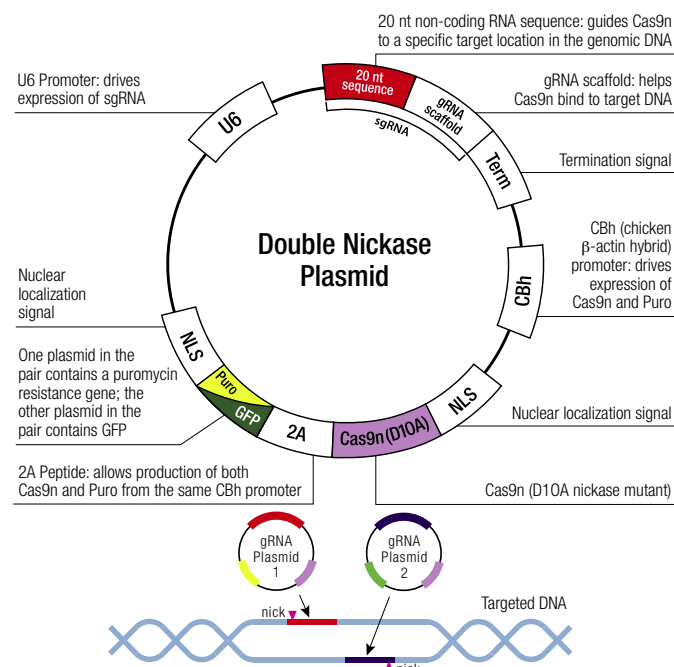 20 nt non-coding RNA sequence: guides Cas9n
to a specific target location in the genomic DNA
U6 Promoter: drives
expression of sgRNA
gRNA scaffold: helps
Cas9n bind to target DNA
20 nt
sequence
gRNA
scaffold
sgRNA
U6
Term
Termination signal
Double Nickase
Plasmid
CBh (chicken
β-actin hybrid)
promoter: drives
expression of
Cas9n and Puro
CBh
Nuclear
localization
signal
NLS
One plasmid in the
pair contains a puromycin
resistance gene; the
other plasmid in the
pair contains GFP
Puro
GFP
2A
Cas9n (D10A)
NLS
Nuclear localization signal
2A Peptide: allows production of both
Cas9n and Puro from the same CBh promoter
Cas9n (D10A nickase mutant)
gRNA
Plasmid
1
gRNA
Plasmid
2
Targeted DNA
nick
nick